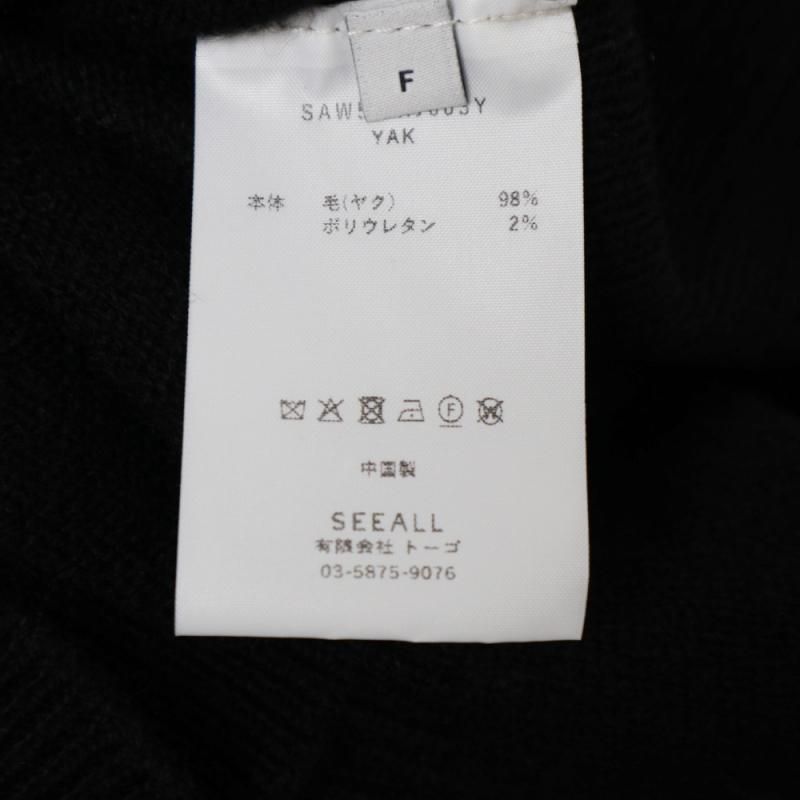 F
YAK
本体 毛(ヤク) 98%
ポリウレタン 2%
F
W
中国製
SEEALL
有限会社 トーゴ
03-5875-9076